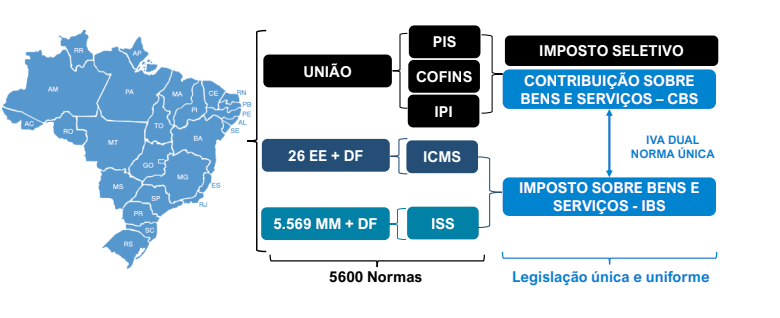 RR
AP
AM
PA
MA
CE
RN
PB
PE
AL
SE
PI
AC
RO
TO
BA
MT
GO
MG
ES
MS
SP
RJ
PR
SC
RS
UNIÃO
PIS
COFINS
IPI
26 EE + DF
ICMS
5.569 MM + DF
ISS
5600 Normas
IMPOSTO SELETIVO
CONTRIBUIÇÃO SOBRE
BENS E SERVIÇOS – CBS
IVA DUAL
NORMA ÚNICA
IMPOSTO SOBRE BENS E
SERVIÇOS - IBS
Legislação única e uniforme